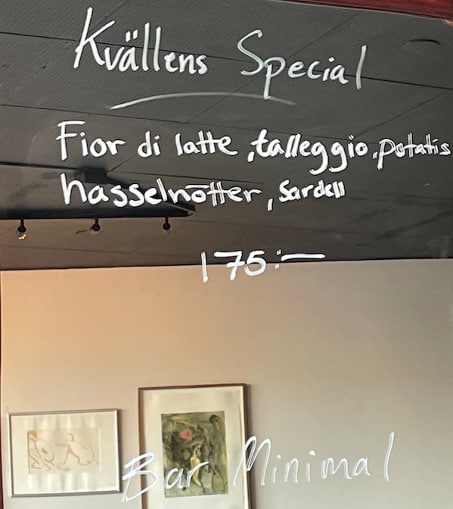 Kvällens Special
Fior di latte, talleggio, potatis
hasselnötter, Sardell
175:-
Bar Minimal